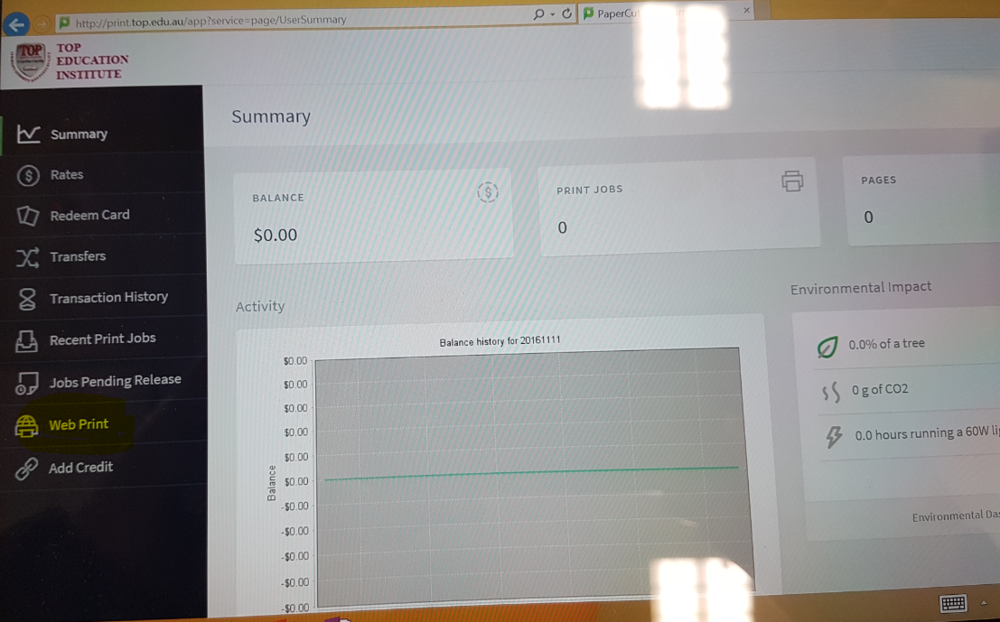 http://print.top.edu.au/app?service=page/UserSummary
TOP
TOP
EDUCATION
INSTITUTE
Summary
Rates
Redeem Card
Transfers
Transaction History
Recent Print Jobs
Jobs Pending Release
Web Print
Add Credit
Summary
BALANCE
$0.00
PRINT JOBS
0
PAGES
0
Activity
Balance history for 20161111
Balance
$0.00
$0.00
$0.00
$0.00
$0.00
$0.00
-$0.00
-$0.00
-$0.00
-$0.00
-$0.00
Environmental Impact
0.0% of a tree
0 g of CO2
0.0 hours running a 60W
Environmental